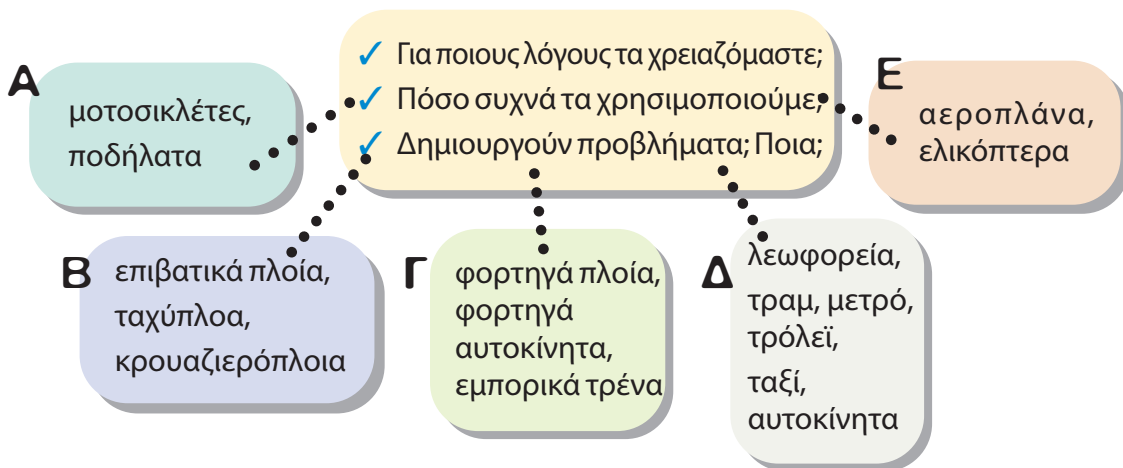 ✓ Για ποιους λόγους τα χρειαζόμαστε;
✓ Πόσο συχνά τα χρησιμοποιούμε;
✓ Δημιουργούν προβλήματα; Ποια;
Α
μοτοσικλέτες,
ποδήλατα
Β
επιβατικά πλοία,
ταχύπλοα,
κρουαζιερόπλοια
Γ
φορτηγά πλοία,
φορτηγά
αυτοκίνητα,
εμπορικά τρένα
Δ
λεωφορεία,
τραμ, μετρό,
τρόλεϊ,
ταξί,
αυτοκίνητα
Ε
αεροπλάνα,
ελικόπτερα